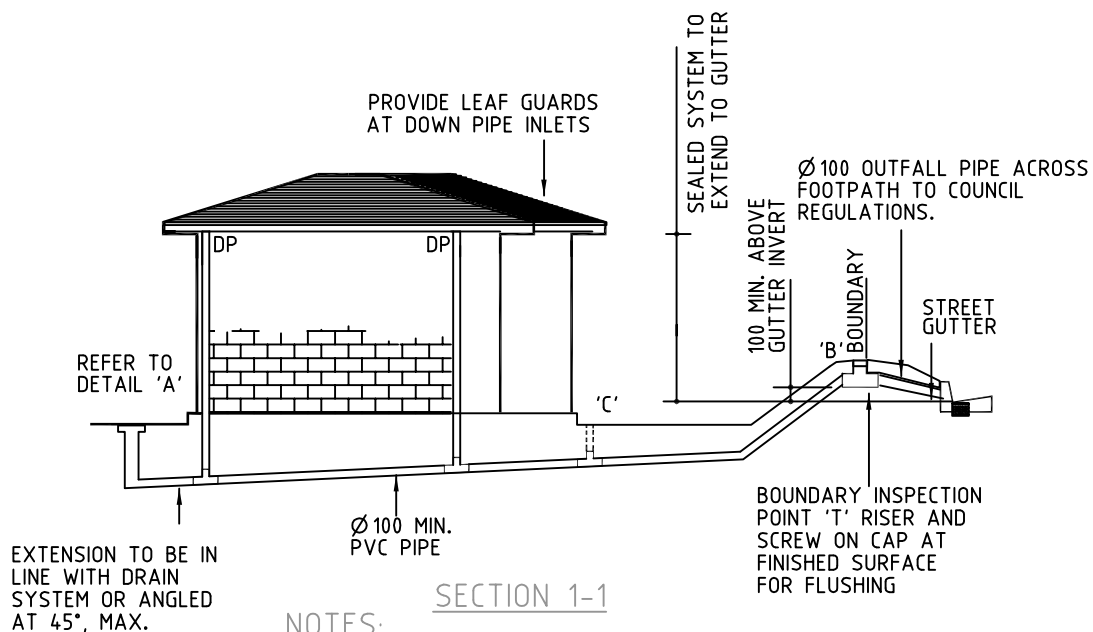 SEALED SYSTEM TO
EXTEND TO GUTTER
PROVIDE LEAF GUARDS
AT DOWN PIPE INLETS
Ø 100 OUTFALL PIPE ACROSS
FOOTPATH TO COUNCIL
REGULATIONS.
DP
DP
100 MIN. ABOVE
GUTTER INVERT
BOUNDARY
STREET
GUTTER
'B'
REFER TO
DETAIL 'A'
'C'
BOUNDARY INSPECTION
POINT 'T' RISER AND
SCREW ON CAP AT
FINISHED SURFACE
FOR FLUSHING
Ø 100 MIN.
PVC PIPE
EXTENSION TO BE IN
LINE WITH DRAIN
SYSTEM OR ANGLED
AT 45°, MAX.
SECTION 1-1
NOTES: